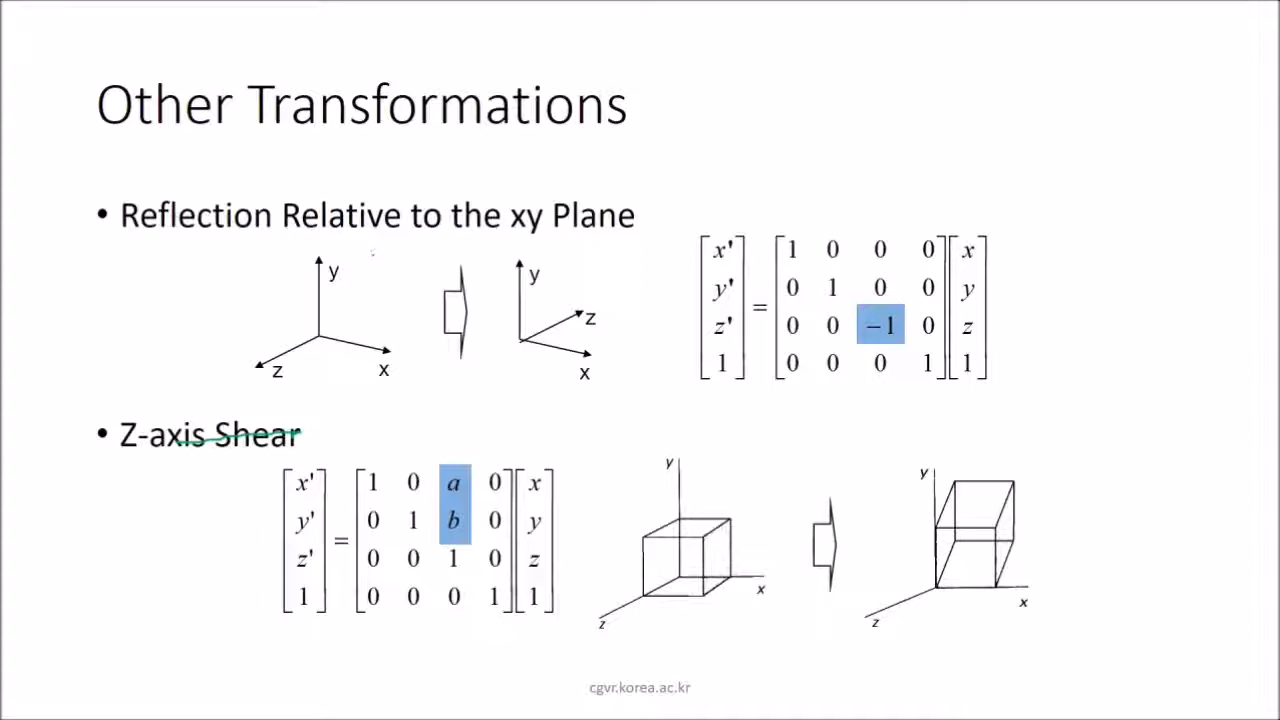 Other Transformations
• Reflection Relative to the xy Plane
y
z
x
y
z
x
x' 1 0 0 0 x
y' 0 1 0 0 y
z' = 0 0 −1 0 z
1 0 0 0 1 1
• Z-axis Shear
x' 1 0 a 0 x
y' 0 1 b 0 y
z' = 0 0 1 0 z
1 0 0 0 1 1
y
x
z
y
x
z
cgvr.korea.ac.kr